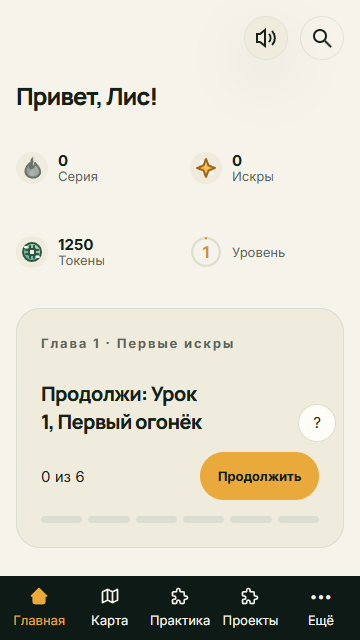 Привет, Лис!
0
Серия
0
Искры
1250
Токены
1
Уровень
Глава 1 · Первые искры
Продолжи: Урок
1, Первый огонёк
?
0 из 6
Продолжить
Главная
Карта
Практика
Проекты
Ещё